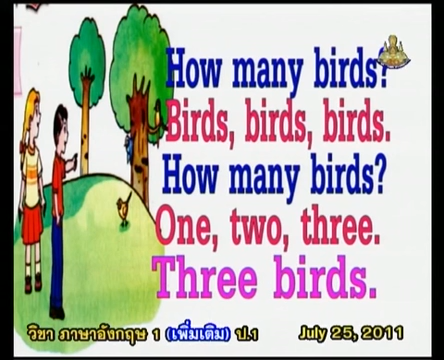 How many birds?
Birds, birds, birds.
How many birds?
One, two, three.
Three birds.
วิชา ภาษาอังกฤษ 1 (เพิ่มเติม) ป.1
July 25, 2011